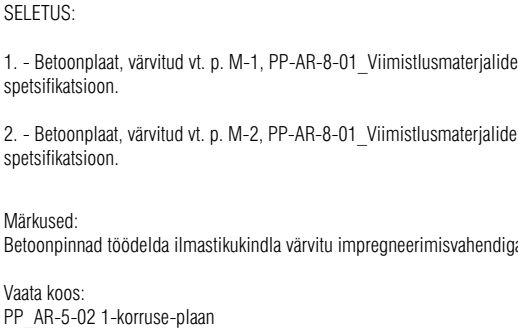 SELETUS:
1. - Betoonplaat, värvitud vt. p. M-1, PP-AR-8-01_Viimistlusmaterjalide
spetsifikatsioon.
2. - Betoonplaat, värvitud vt. p. M-2, PP-AR-8-01_Viimistlusmaterjalide
spetsifikatsioon.
Märkused:
Betoonpinnad töödelda ilmastikukindla värvitu impregneerimisvahendiga
Vaata koos:
PP_AR-5-02 1-korruse-plaan